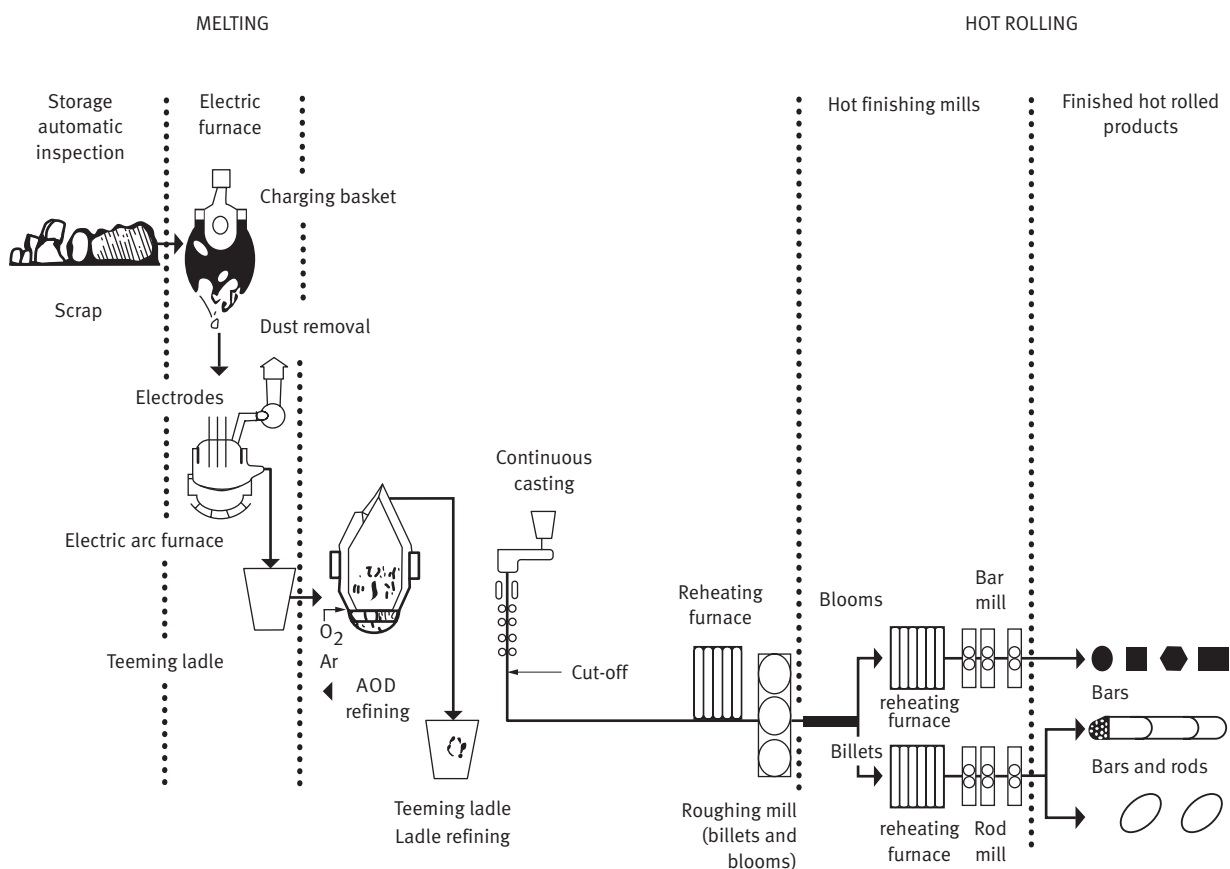 MELTING
HOT ROLLING
Storage
automatic
inspection
Electric
furnace
Hot finishing mills
Finished hot rolled
products
Charging basket
Scrap
Dust removal
Electrodes
Continuous
casting
Electric arc furnace
Reheating
furnace
Blooms
Bar
mill
O2
Ar
Teeming ladle
AOD
refining
Cut-off
reheating
furnace
Bars
Billets
Bars and rods
Teeming ladle
Ladle refining
Roughing mill
(billets and
blooms)
reheating
furnace
Rod
mill